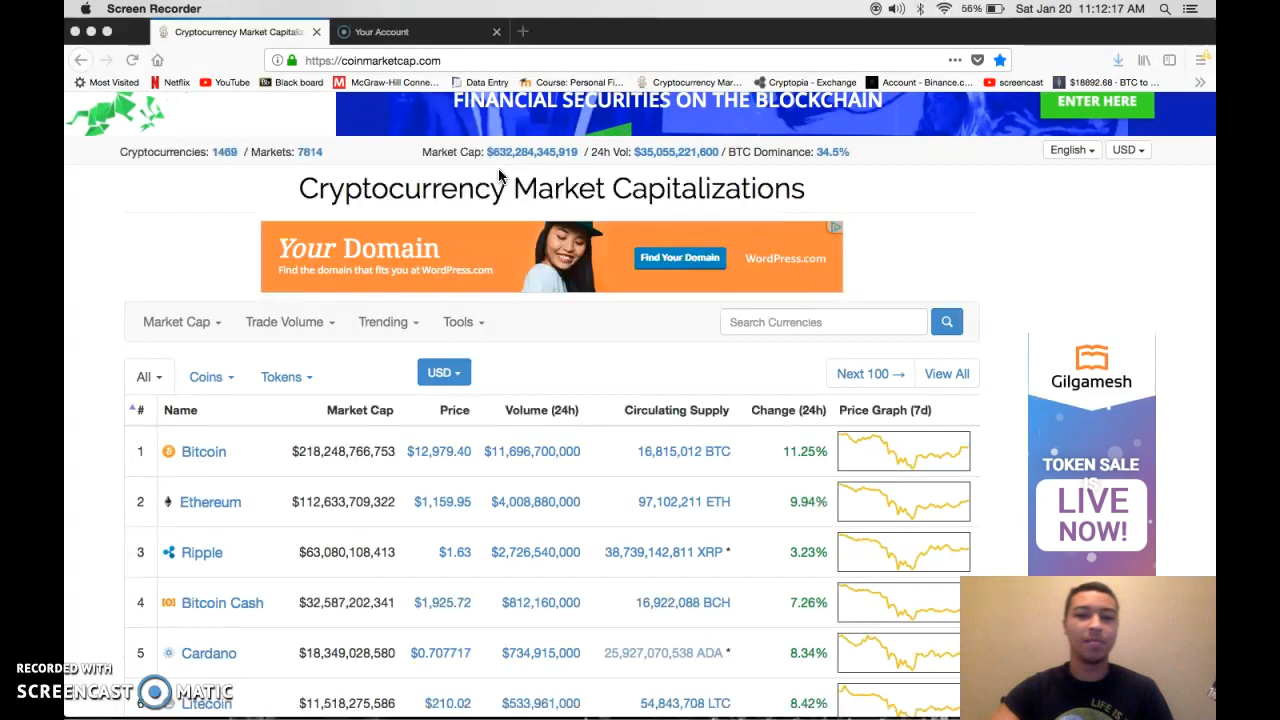 Screen Recorder
56% Sat Jan 20 11:12:17 AM
Cryptocurrency Market Capitaliz
Your Account
https://coinmarketcap.com
Most Visited Netflix YouTube Black board McGraw-Hill Conne... Data Entry Course: Personal Fi... Cryptocurrency Mar... Cryptopia - Exchange Account - Binance.c... screencast $18892.68 - BTC to ...
FINANCIAL SECURITIES ON THE BLOCKCHAIN
ENTER HERE
Cryptocurrencies: 1469 / Markets: 7814
Market Cap: $632,284,345,919 / 24h Vol: $35,055,221,600 / BTC Dominance: 34.5%
English USD
Cryptocurrency Market Capitalizations
Your Domain
Find the domain that fits you at WordPress.com
Find Your Domain
WordPress.com
Market Cap Trade Volume Trending Tools
Search Currencies
All Coins Tokens USD Next 100 → View All
# Name Market Cap Price Volume (24h) Circulating Supply Change (24h) Price Graph (7d)
1 Bitcoin $218,248,766,753 $12,979.40 $11,696,700,000 16,815,012 BTC 11.25%
2 Ethereum $112,633,709,322 $1,159.95 $4,008,880,000 97,102,211 ETH 9.94%
3 Ripple $63,080,108,413 $1.63 $2,726,540,000 38,739,142,811 XRP * 3.23%
4 Bitcoin Cash $32,587,202,341 $1,925.72 $812,160,000 16,922,088 BCH 7.26%
5 Cardano $18,349,028,580 $0.707717 $734,915,000 25,927,070,538 ADA * 8.34%
6 Litecoin $11,518,275,586 $210.02 $533,961,000 54,843,708 LTC 8.42%
Gilgamesh
TOKEN SALE
IS
LIVE
NOW!
LIFE IS
RECORDED WITH
SCREENCAST MATIC